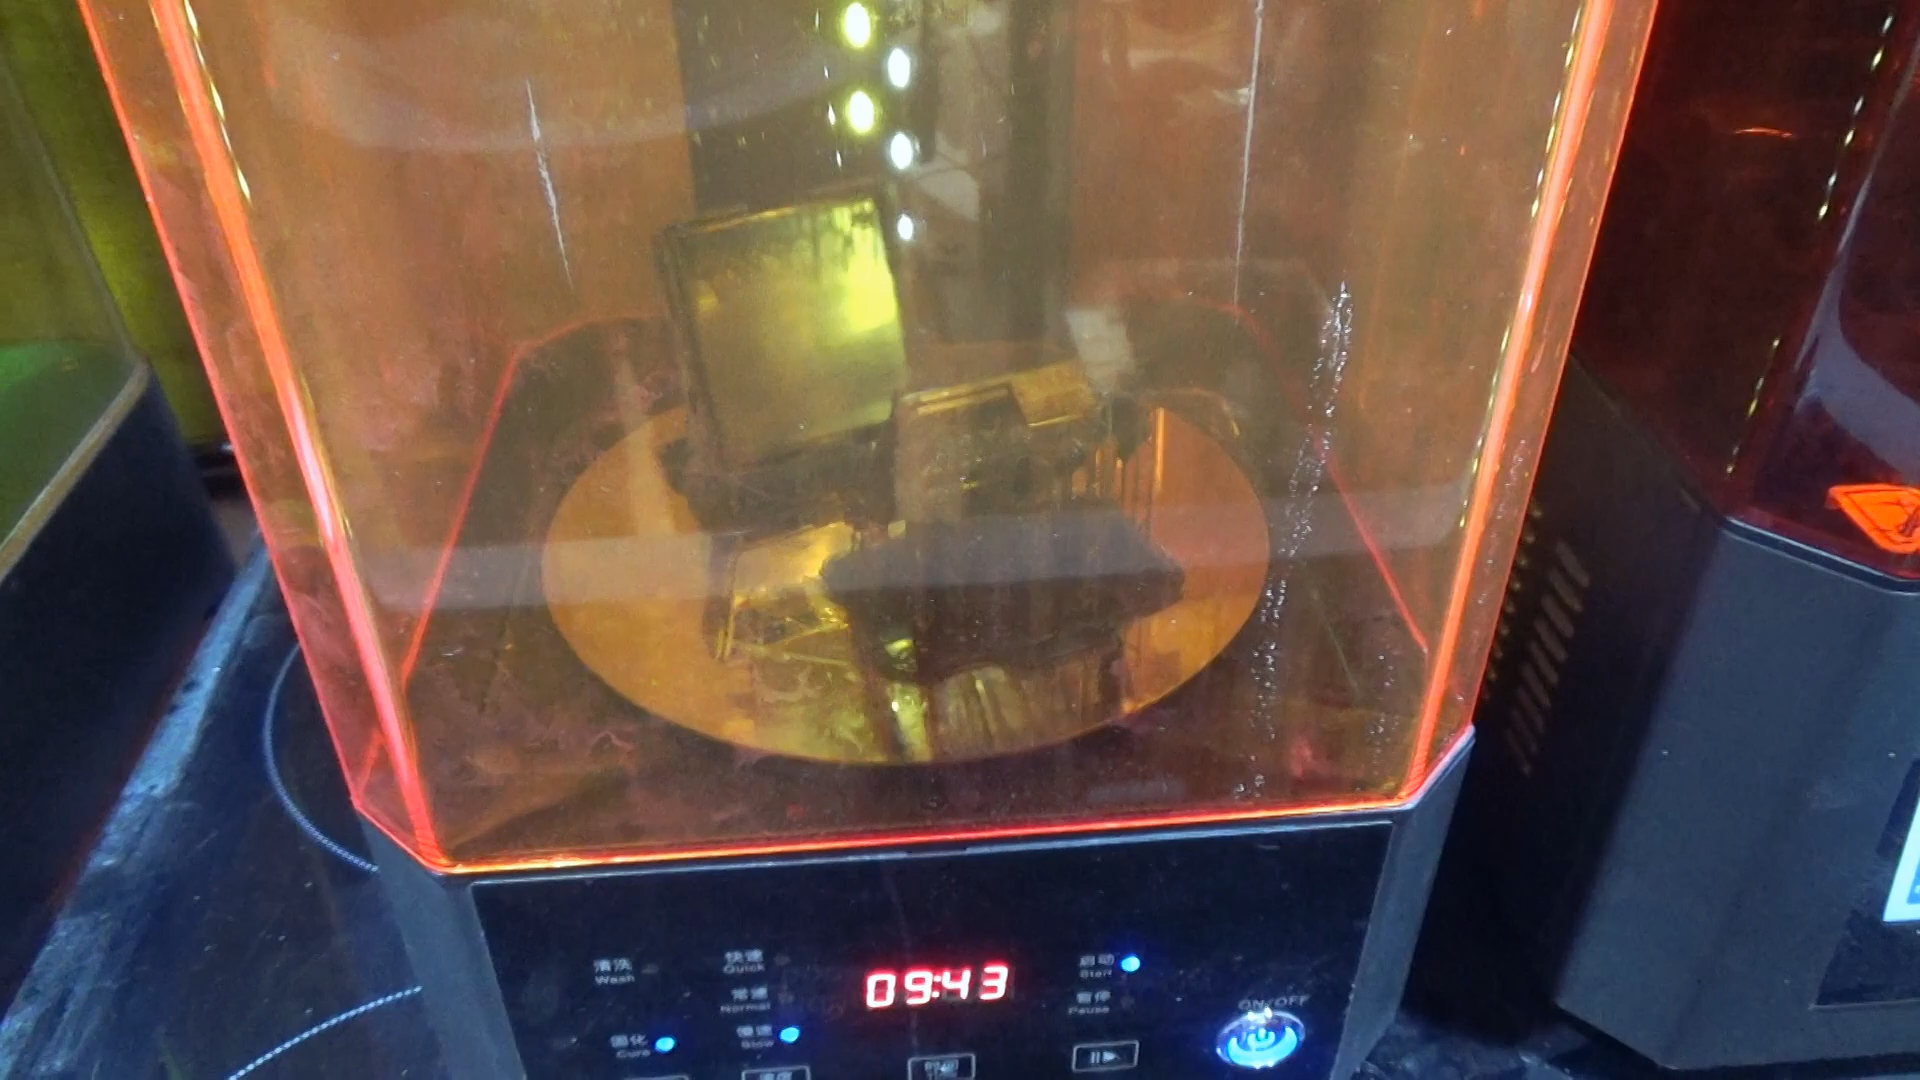 清洗
Wash
快速
Quick
常速
Normal
慢速
Slow
固化
Cure
09:43
启动
Start
暂停
Pause
ON/OFF